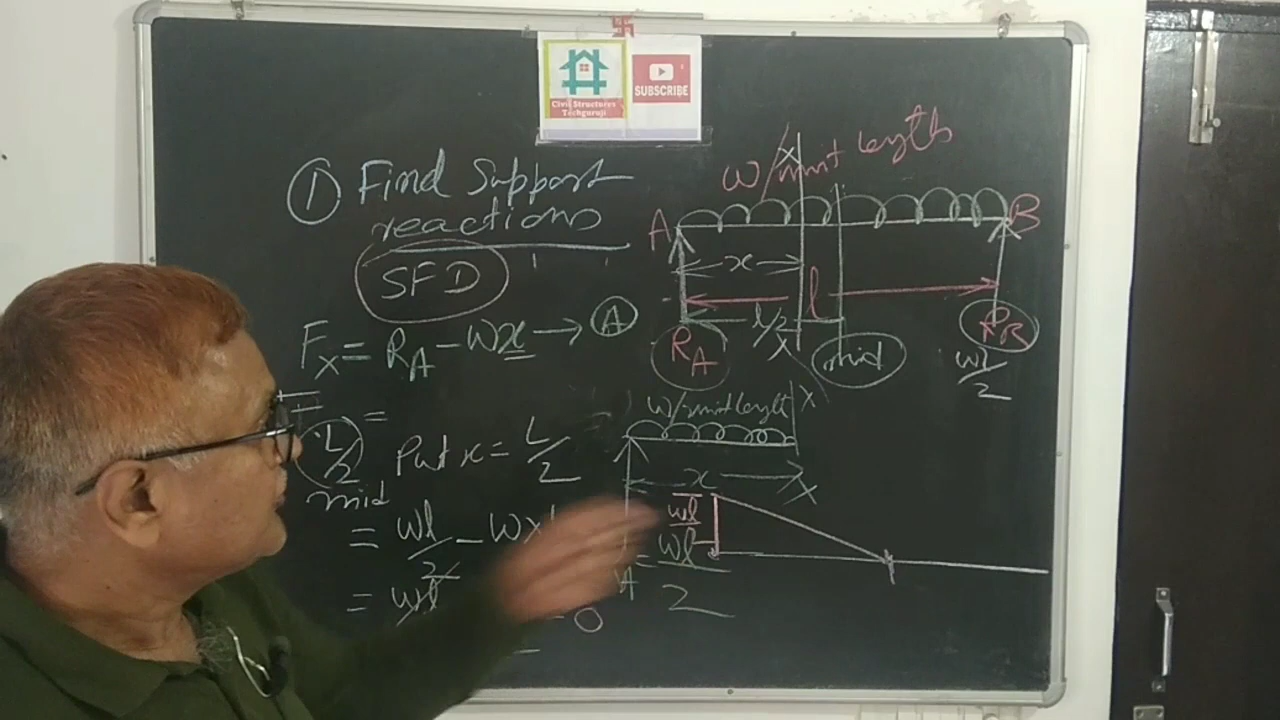 Civil Structures
Techguruji
SUBSCRIBE
① Find Support
reactions
SFD
Fx = RA - wx → Ⓐ
F L/2 mid =
Put x = L/2
= wl/2 - w×
= wl
= 0
w/unit length
X
A
B
x
l
l/2
X
RA
mid
RB
wl/2
w/unit length
X
x
X
wl
A = wl/2